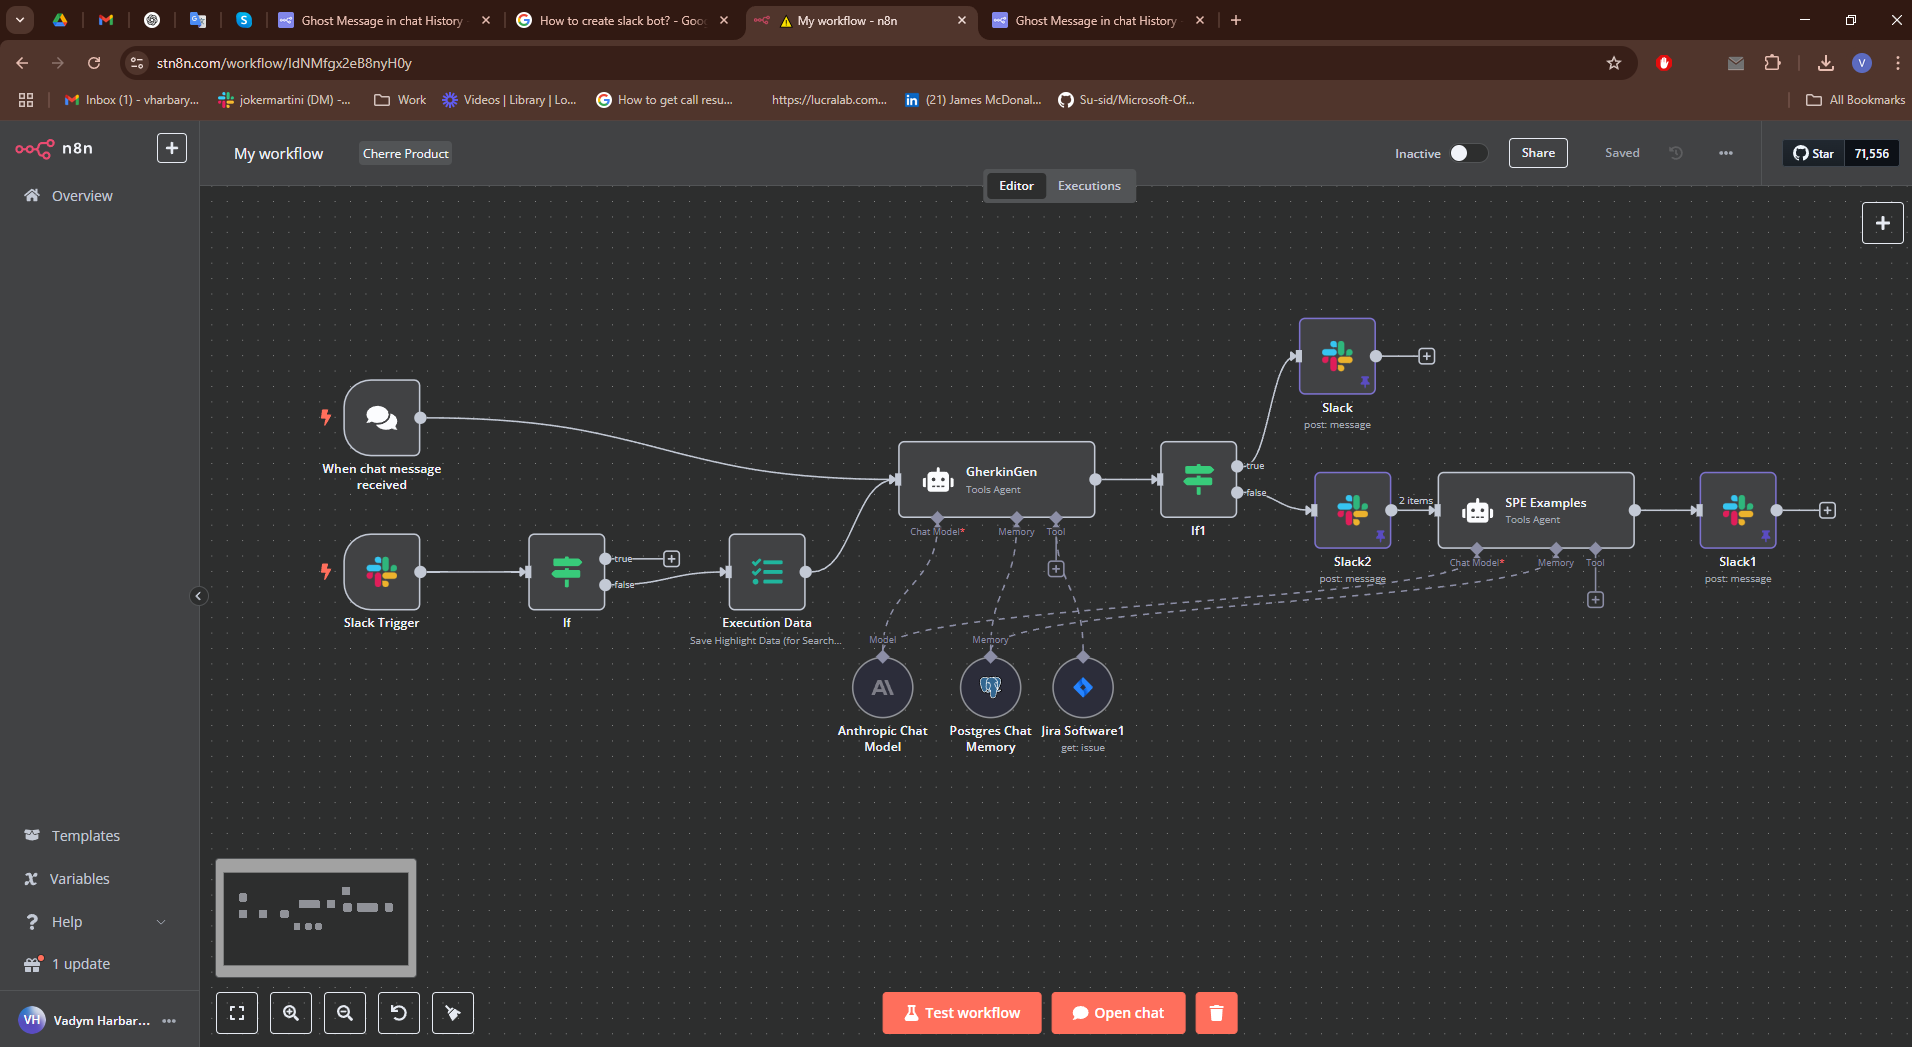 Ghost Message in chat History
How to create slack bot? - Goo
My workflow - n8n
Ghost Message in chat History
stn8n.com/workflow/IdNMfgx2eB8nyH0y
V
Inbox (1) - vharbary...
jokermartini (DM) -...
Work
Videos | Library | Lo...
How to get call resu...
https://lucralab.com...
(21) James McDonal...
Su-sid/Microsoft-Of...
All Bookmarks
n8n
My workflow
Cherre Product
Inactive
Share
Saved
Star
71,556
Editor
Executions
Overview
Slack
post: message
When chat message
received
GherkinGen
Tools Agent
Chat Model*
Memory
Tool
true
false
If1
2 items
Slack2
post: message
SPE Examples
Tools Agent
Chat Model*
Memory
Tool
Slack1
post: message
Slack Trigger
true
false
If
Execution Data
Save Highlight Data (for Search...
Model
Memory
Anthropic Chat
Model
Postgres Chat
Memory
Jira Software1
get: issue
Templates
Variables
Help
1 update
VH
Vadym Harbar...
Test workflow
Open chat